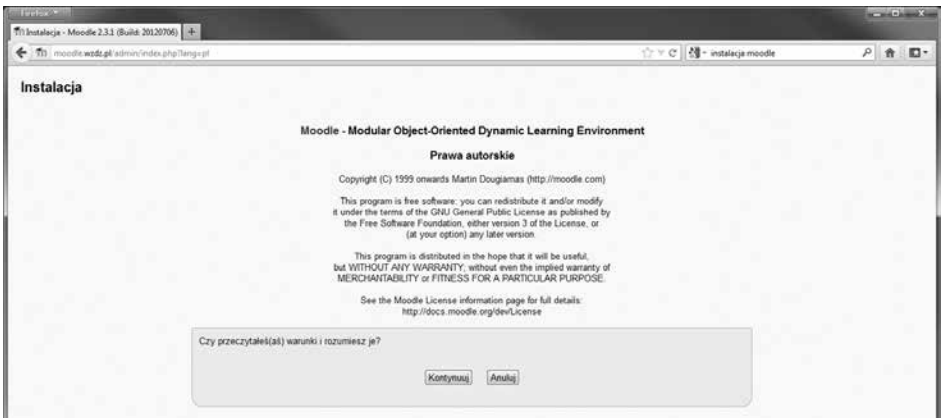 Firefox
Instalacja - Moodle 2.3.1 (Build: 20120706)
moodle.wzdz.pl/admin/index.php?lang=pl
instalacja moodle
Instalacja
Moodle - Modular Object-Oriented Dynamic Learning Environment
Prawa autorskie
Copyright (C) 1999 onwards Martin Dougiamas (http://moodle.com)
This program is free software; you can redistribute it and/or modify
it under the terms of the GNU General Public License as published by
the Free Software Foundation; either version 3 of the License, or
(at your option) any later version.
This program is distributed in the hope that it will be useful,
but WITHOUT ANY WARRANTY; without even the implied warranty of
MERCHANTABILITY or FITNESS FOR A PARTICULAR PURPOSE.
See the Moodle License information page for full details:
http://docs.moodle.org/dev/License
Czy przeczytałeś(aś) warunki i rozumiesz je?
Kontynuuj Anuluj